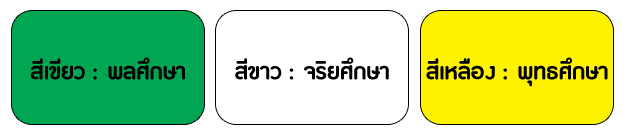 สีเขียว : พลศึกษา
สีขาว : จริยศึกษา
สีเหลือง : พุทธศึกษา